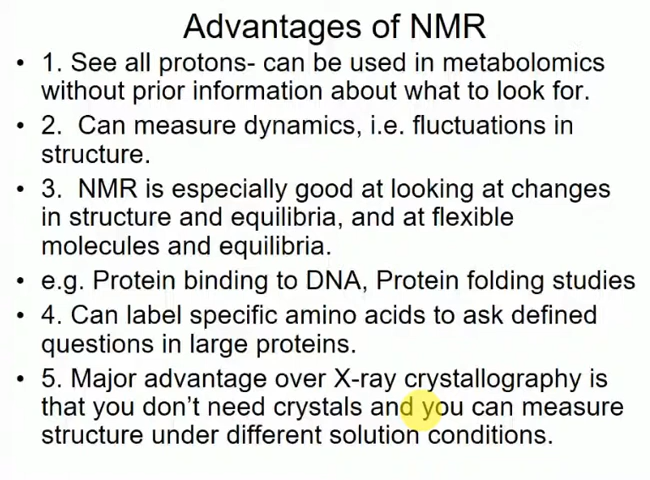 Advantages of NMR
• 1. See all protons- can be used in metabolomics
without prior information about what to look for.
• 2.  Can measure dynamics, i.e. fluctuations in
structure.
• 3.  NMR is especially good at looking at changes
in structure and equilibria, and at flexible
molecules and equilibria.
• e.g. Protein binding to DNA, Protein folding studies
• 4. Can label specific amino acids to ask defined
questions in large proteins.
• 5. Major advantage over X-ray crystallography is
that you don’t need crystals and you can measure
structure under different solution conditions.